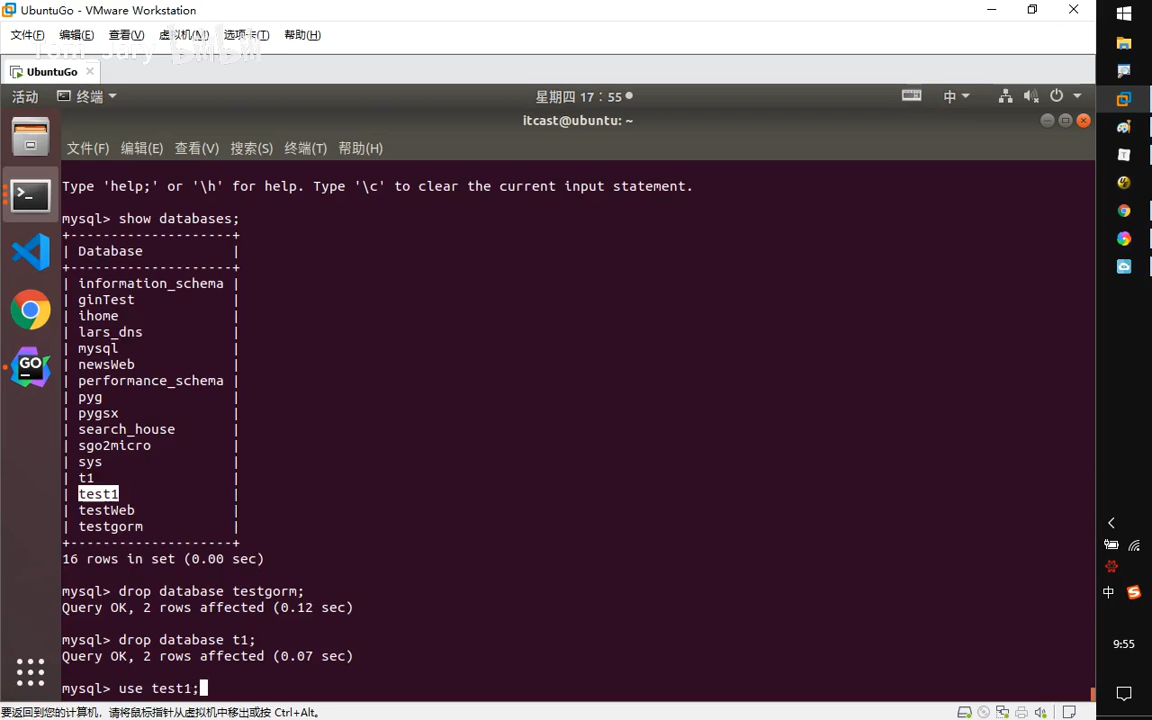 UbuntuGo - VMware Workstation
文件(F) 编辑(E) 查看(V) 虚拟机(M) 选项卡(T) 帮助(H)
UbuntuGo
活动 终端 星期四 17：55 中
itcast@ubuntu: ~
文件(F) 编辑(E) 查看(V) 搜索(S) 终端(T) 帮助(H)
Type 'help;' or '\h' for help. Type '\c' to clear the current input statement.
mysql> show databases;
+--------------------+
| Database           |
+--------------------+
| information_schema |
| ginTest            |
| ihome              |
| lars_dns           |
| mysql              |
| newsWeb            |
| performance_schema |
| pyg                |
| pygsx              |
| search_house       |
| sgo2micro          |
| sys                |
| t1                 |
| test1              |
| testWeb            |
| testgorm           |
+--------------------+
16 rows in set (0.00 sec)
mysql> drop database testgorm;
Query OK, 2 rows affected (0.12 sec)
mysql> drop database t1;
Query OK, 2 rows affected (0.07 sec)
mysql> use test1;
GO
要返回到您的计算机，请将鼠标指针从虚拟机中移出或按 Ctrl+Alt。
T
中
9:55